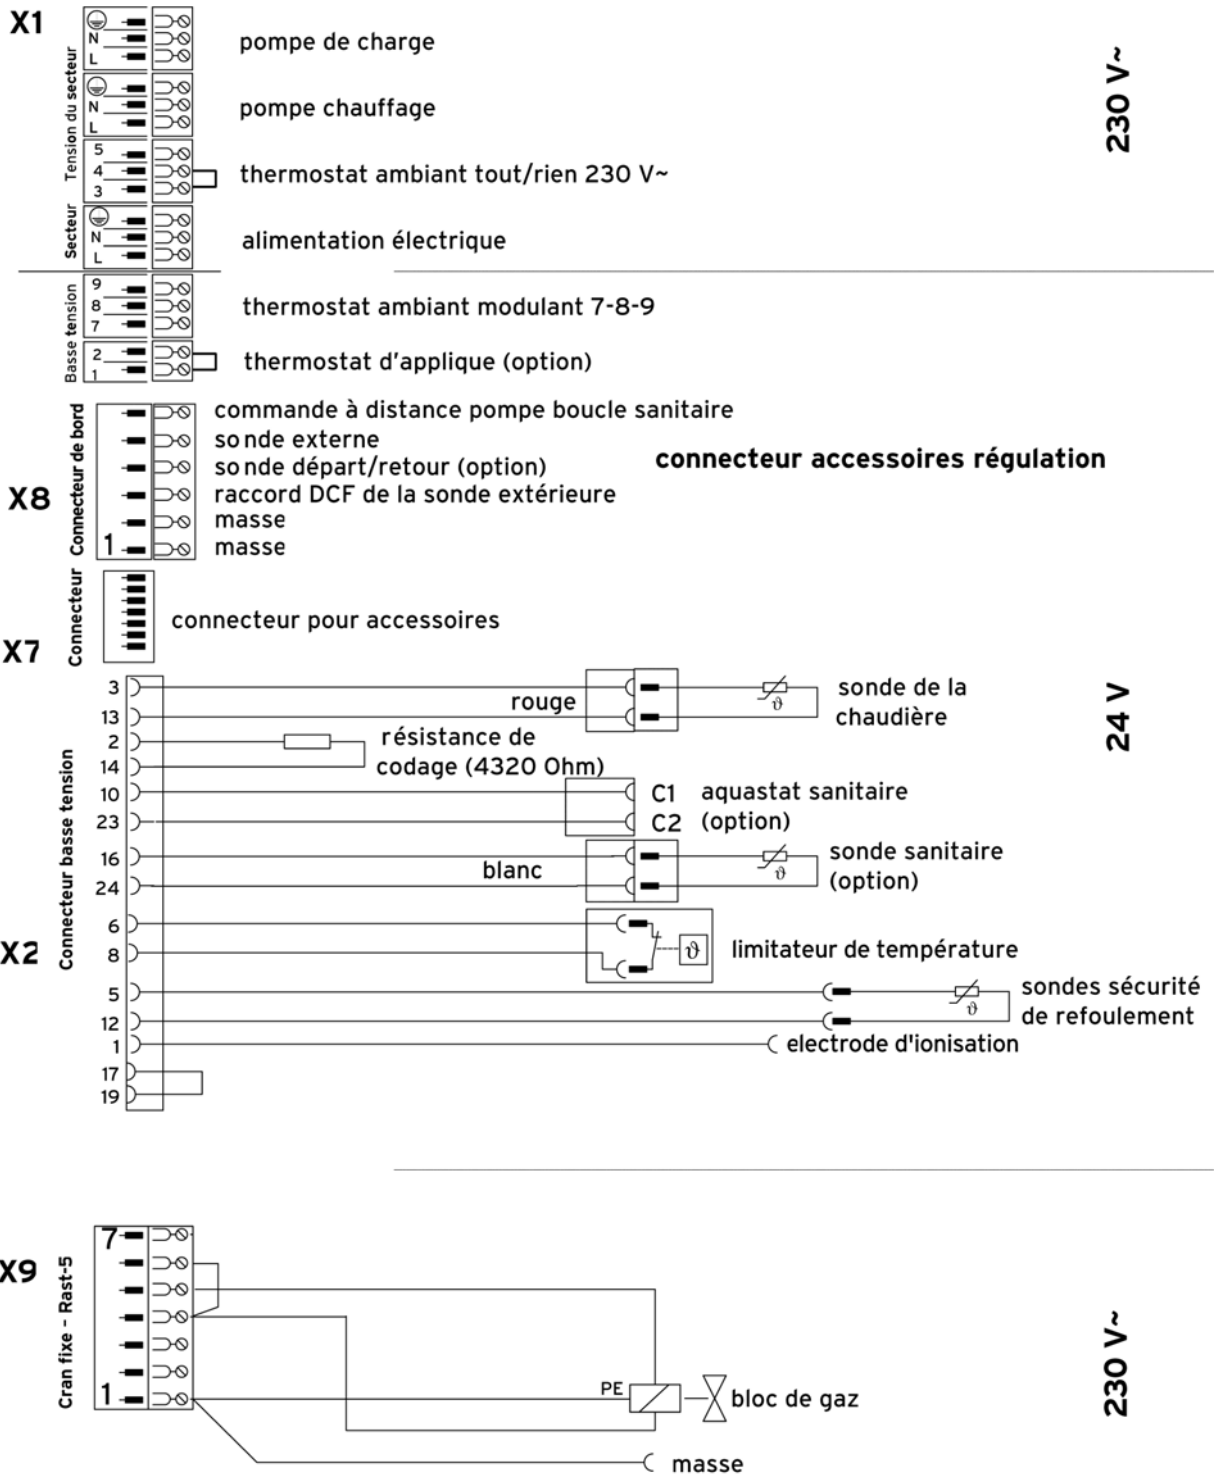 X1
Tension du secteur
N
L
pompe de charge
N
L
pompe chauffage
5
4
3
thermostat ambiant tout/rien 230 V~
230 V~
Secteur
N
L
alimentation électrique
Basse tension
9
8
7
thermostat ambiant modulant 7-8-9
2
1
thermostat d'applique (option)
X8
Connecteur de bord
1
commande à distance pompe boucle sanitaire
sonde externe
sonde départ/retour (option)
raccord DCF de la sonde extérieure
masse
masse
connecteur accessoires régulation
X7
Connecteur
connecteur pour accessoires
24 V
X2
Connecteur basse tension
3
13
rouge
sonde de la
chaudière
2
14
résistance de
codage (4320 Ohm)
10
23
C1 aquastat sanitaire
C2 (option)
16
24
blanc
sonde sanitaire
(option)
6
8
ϑ
limitateur de température
5
12
sondes sécurité
de refoulement
1
electrode d'ionisation
17
19
X9
Cran fixe - Rast-5
7
1
PE
bloc de gaz
masse
230 V~